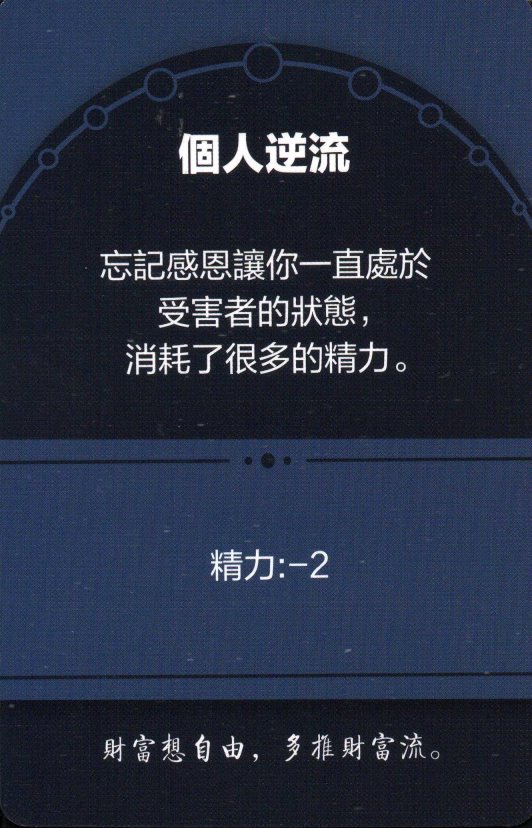 個人逆流
忘記感恩讓你一直處於
受害者的狀態，
消耗了很多的精力。
精力:-2
財富想自由，多推財富流。